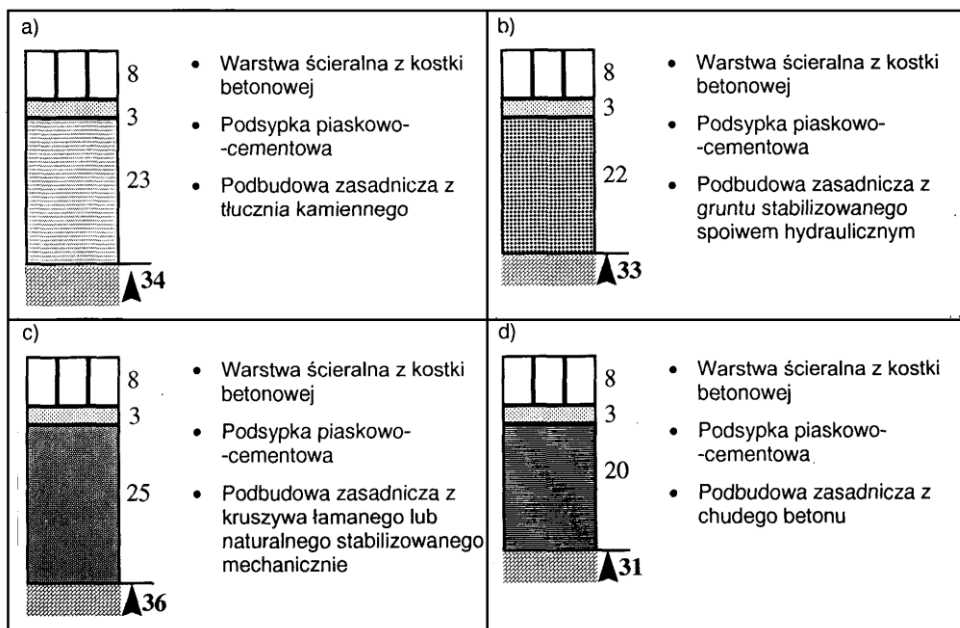 a)
8
3
23
34
• Warstwa ścieralna z kostki
betonowej
• Podsypka piaskowo-
-cementowa
• Podbudowa zasadnicza z
tłucznia kamiennego
b)
8
3
22
33
• Warstwa ścieralna z kostki
betonowej
• Podsypka piaskowo-
-cementowa
• Podbudowa zasadnicza z
gruntu stabilizowanego
spoiwem hydraulicznym
c)
8
3
25
36
• Warstwa ścieralna z kostki
betonowej
• Podsypka piaskowo-
-cementowa
• Podbudowa zasadnicza z
kruszywa łamanego lub
naturalnego stabilizowanego
mechanicznie
d)
8
3
20
31
• Warstwa ścieralna z kostki
betonowej
• Podsypka piaskowo-
-cementowa
• Podbudowa zasadnicza z
chudego betonu